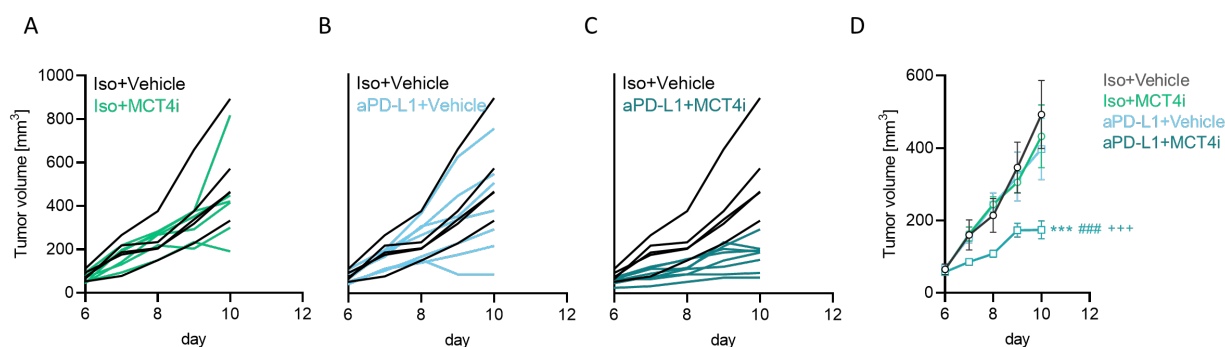 A
B
C
D
Tumor volume [mm³]
1000
800
600
400
200
0
Iso+Vehicle
Iso+MCT4i
6
8
10
12
day
Iso+Vehicle
aPD-L1+Vehicle
6
8
10
12
day
Iso+Vehicle
aPD-L1+MCT4i
6
8
10
12
day
Tumor volume [mm³]
600
400
200
0
*** ### +++
6
8
10
12
day
Iso+Vehicle
Iso+MCT4i
aPD-L1+Vehicle
aPD-L1+MCT4i